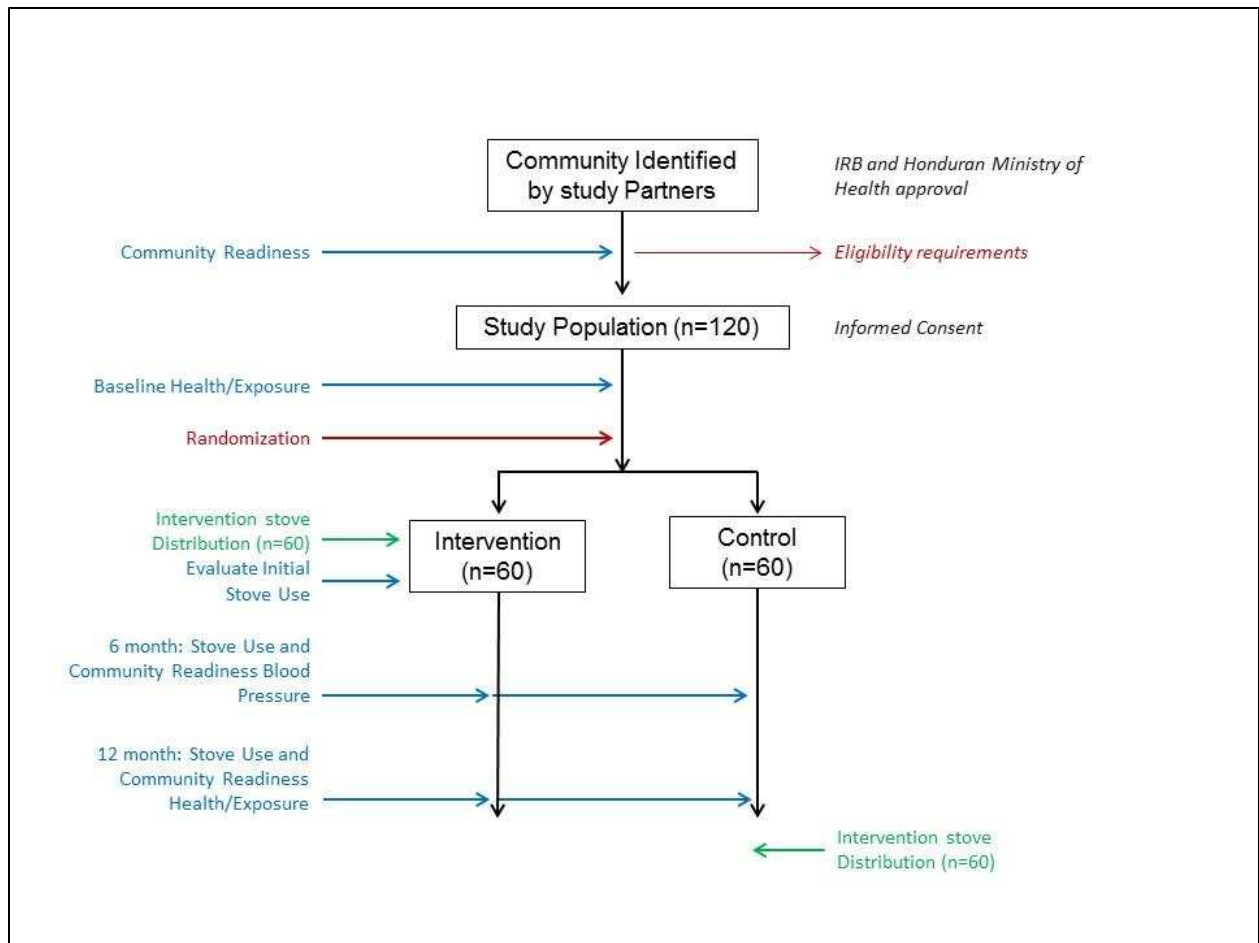 Community Identified
by study Partners
IRB and Honduran Ministry of
Health approval
Community Readiness
Eligibility requirements
Study Population (n=120)
Informed Consent
Baseline Health/Exposure
Randomization
Intervention stove
Distribution (n=60)
Evaluate Initial
Stove Use
Intervention
(n=60)
Control
(n=60)
6 month: Stove Use and
Community Readiness Blood
Pressure
12 month: Stove Use and
Community Readiness
Health/Exposure
Intervention stove
Distribution (n=60)